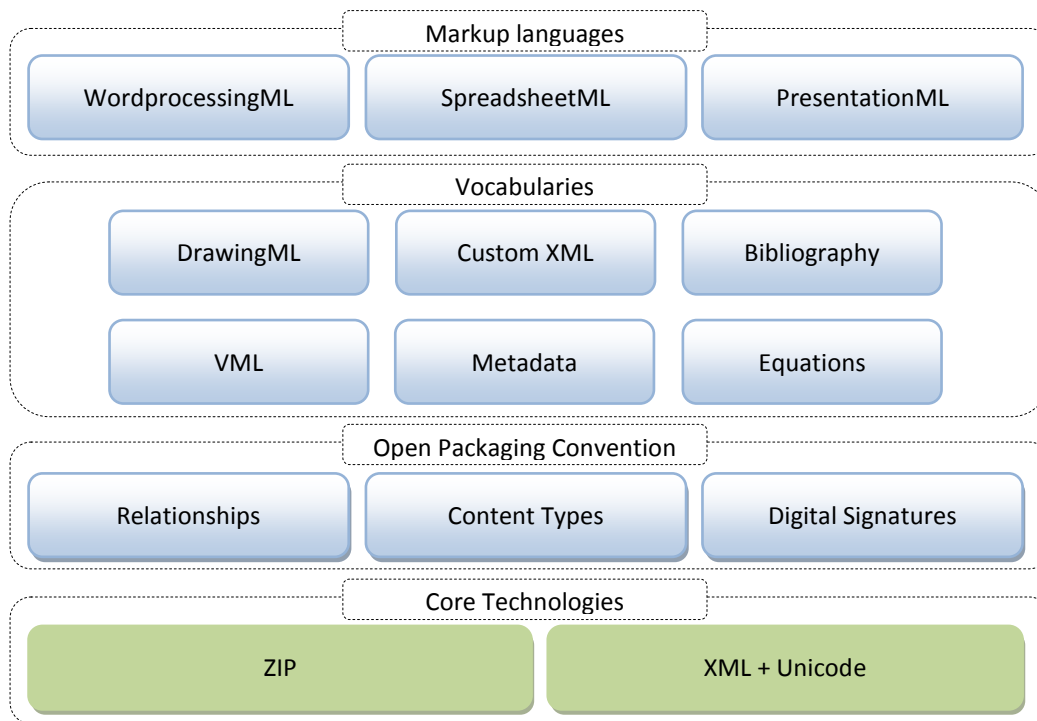 Markup languages
WordprocessingML
SpreadsheetML
PresentationML
Vocabularies
DrawingML
Custom XML
Bibliography
VML
Metadata
Equations
Open Packaging Convention
Relationships
Content Types
Digital Signatures
Core Technologies
ZIP
XML + Unicode